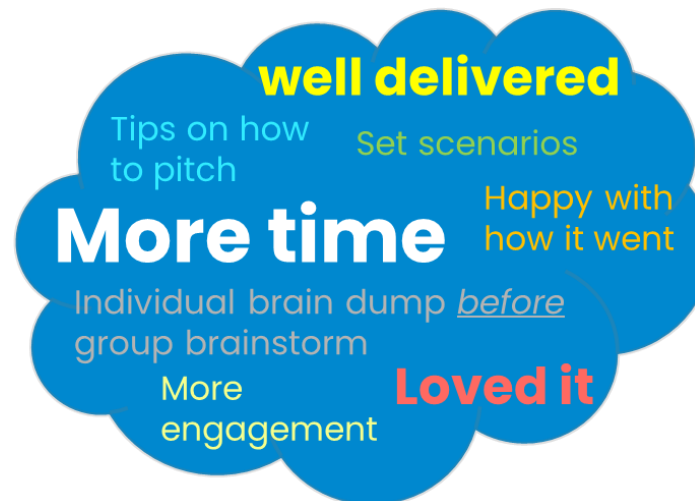 well delivered
Tips on how
to pitch
Set scenarios
Happy with
how it went
More time
Individual brain dump before
group brainstorm
Loved it
More
engagement